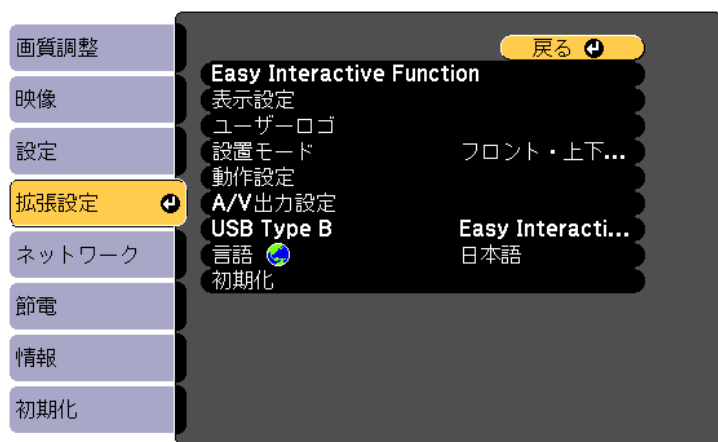 画質調整
映像
設定
拡張設定
ネットワーク
節電
情報
初期化
戻る
Easy Interactive Function
表示設定
ユーザーロゴ
設置モード フロント・上下...
動作設定
A/V出力設定
USB Type B Easy Interacti...
言語 日本語
初期化